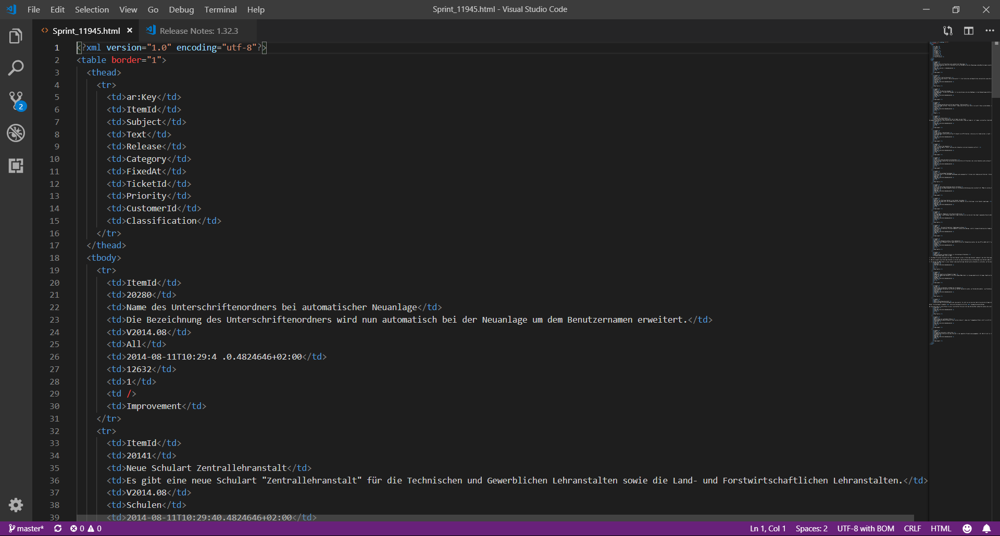 File Edit Selection View Go Debug Terminal Help
Sprint_11945.html - Visual Studio Code
Sprint_11945.html
Release Notes: 1.32.3
1 <?xml version="1.0" encoding="utf-8"?>
2 <table border="1">
3 <thead>
4 <tr>
5 <td>ar:Key</td>
6 <td>ItemId</td>
7 <td>Subject</td>
8 <td>Text</td>
9 <td>Release</td>
10 <td>Category</td>
11 <td>FixedAt</td>
12 <td>TicketId</td>
13 <td>Priority</td>
14 <td>CustomerId</td>
15 <td>Classification</td>
16 </tr>
17 </thead>
18 <tbody>
19 <tr>
20 <td>ItemId</td>
21 <td>20280</td>
22 <td>Name des Unterschriftenordners bei automatischer Neuanlage</td>
23 <td>Die Bezeichnung des Unterschriftenordners wird nun automatisch bei der Neuanlage um dem Benutzernamen erweitert.</td>
24 <td>V2014.08</td>
25 <td>All</td>
26 <td>2014-08-11T10:29:4 .0.4824646+02:00</td>
27 <td>12632</td>
28 <td>1</td>
29 <td />
30 <td>Improvement</td>
31 </tr>
32 <tr>
33 <td>ItemId</td>
34 <td>20141</td>
35 <td>Neue Schulart Zentrallehranstalt</td>
36 <td>Es gibt eine neue Schulart "Zentrallehranstalt" für die Technischen und Gewerblichen Lehranstalten sowie die Land- und Forstwirtschaftlichen Lehranstalten.</td>
37 <td>V2014.08</td>
38 <td>Schulen</td>
39 <td>2014-08-11T10:29:40.4824646+02:00</td>
2
master* 0 0
Ln 1, Col 1 Spaces: 2 UTF-8 with BOM CRLF HTML